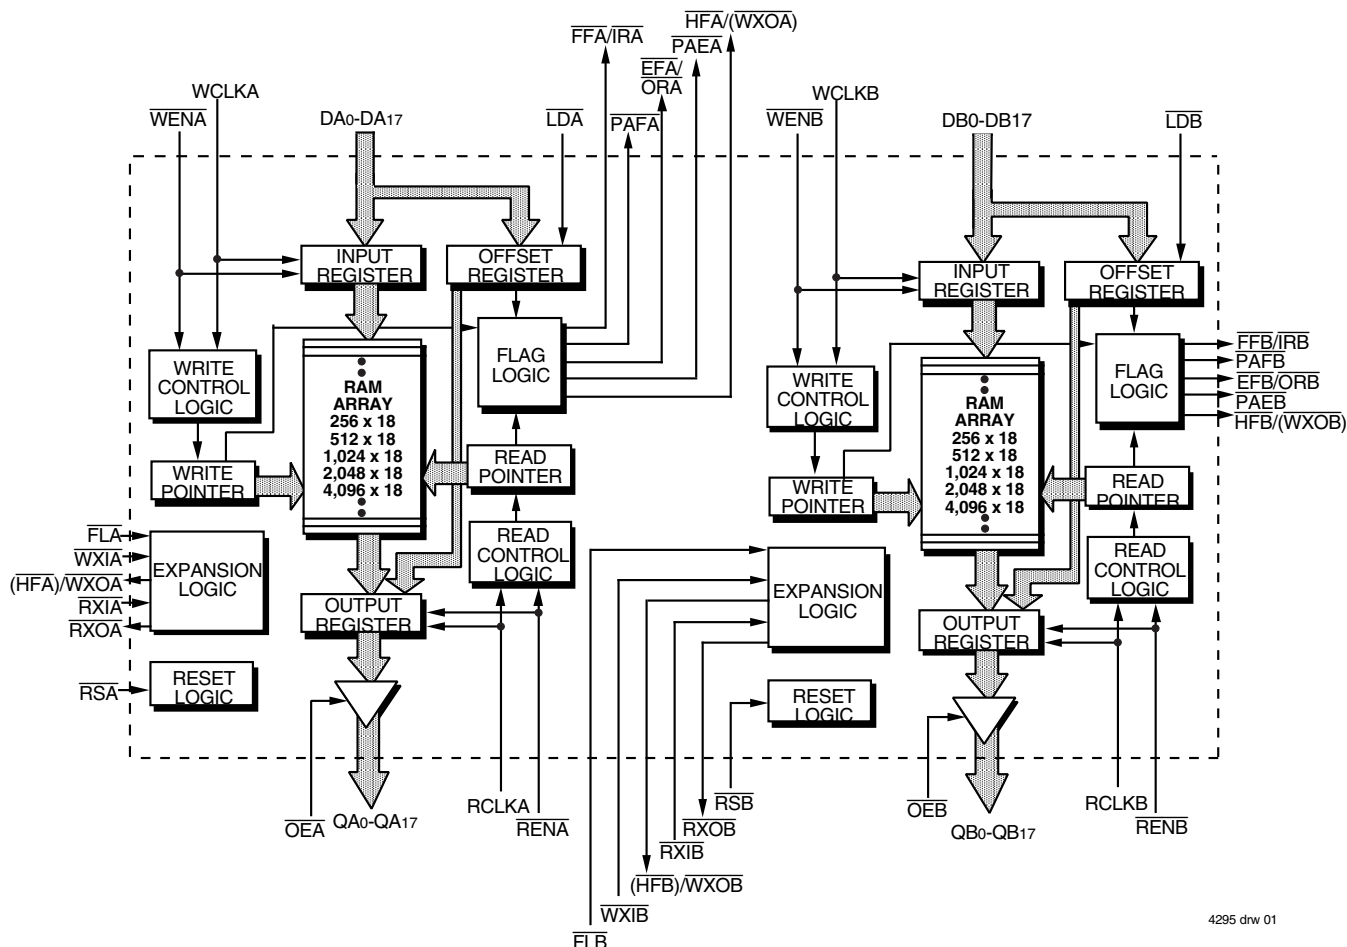 HFA/(WXOA)
FFA/IRA
PAEA
EFA/
ORA
WCLKA
WENA
DA0-DA17
LDA
PAFA
WCLKB
WENB
DB0-DB17
LDB
INPUT
REGISTER
OFFSET
REGISTER
WRITE
CONTROL
LOGIC
RAM
ARRAY
256 x 18
512 x 18
1,024 x 18
2,048 x 18
4,096 x 18
FLAG
LOGIC
WRITE
POINTER
READ
POINTER
READ
CONTROL
LOGIC
FLA
WXIA
(HFA)/WXOA
RXIA
RXOA
EXPANSION
LOGIC
OUTPUT
REGISTER
RSA
RESET
LOGIC
OEA
QA0-QA17
RCLKA
RENA
INPUT
REGISTER
OFFSET
REGISTER
WRITE
CONTROL
LOGIC
RAM
ARRAY
256 x 18
512 x 18
1,024 x 18
2,048 x 18
4,096 x 18
FLAG
LOGIC
FFB/IRB
PAFB
EFB/ORB
PAEB
HFB/(WXOB)
WRITE
POINTER
READ
POINTER
READ
CONTROL
LOGIC
EXPANSION
LOGIC
OUTPUT
REGISTER
RESET
LOGIC
RSB
RXOB
RXIB
(HFB)/WXOB
WXIB
FLB
OEB
QB0-QB17
RCLKB
RENB
4295 drw 01